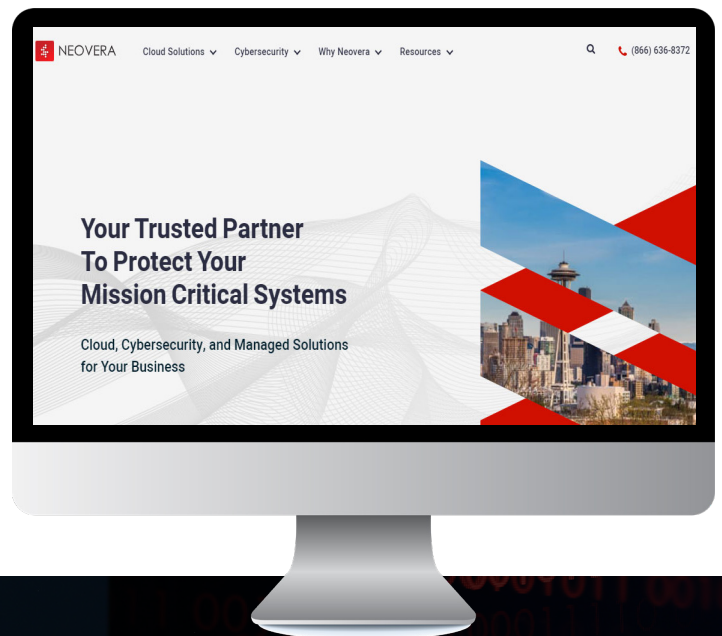 NEOVERA Cloud Solutions Cybersecurity Why Neovera Resources (866) 636-8372
Your Trusted Partner
To Protect Your
Mission Critical Systems
Cloud, Cybersecurity, and Managed Solutions
for Your Business